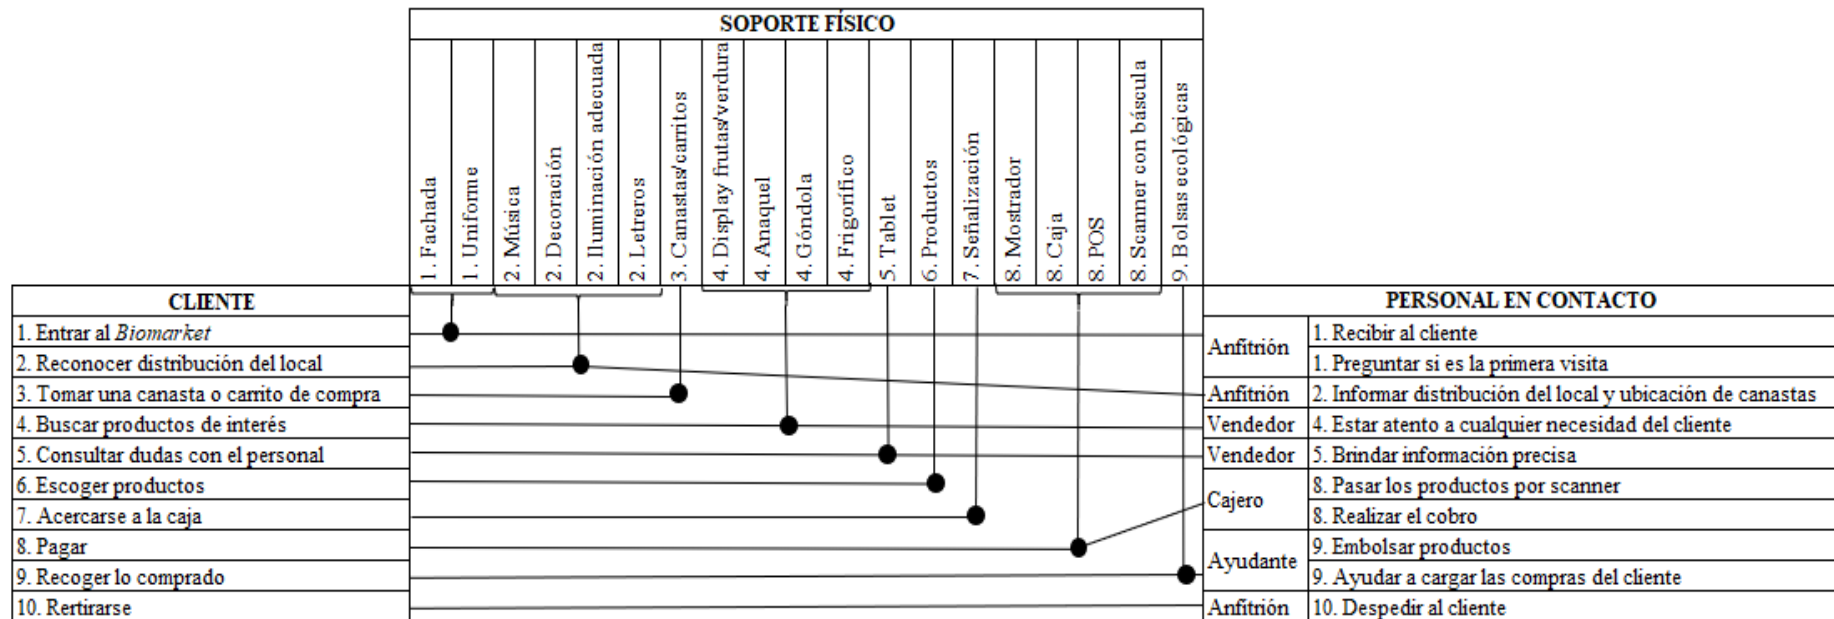 SOPORTE FÍSICO
1. Fachada
1. Uniforme
2. Música
2. Decoración
2. Iluminación adecuada
2. Letreros
3. Canastas/carritos
4. Display frutas/verdura
4. Anaquel
4. Góndola
4. Frigorífico
5. Tablet
6. Productos
7. Señalización
8. Mostrador
8. Caja
8. POS
8. Scanner con báscula
9. Bolsas ecológicas
CLIENTE
1. Entrar al Biomarket
2. Reconocer distribución del local
3. Tomar una canasta o carrito de compra
4. Buscar productos de interés
5. Consultar dudas con el personal
6. Escoger productos
7. Acercarse a la caja
8. Pagar
9. Recoger lo comprado
10. Rertirarse
PERSONAL EN CONTACTO
Anfitrión
1. Recibir al cliente
1. Preguntar si es la primera visita
Anfitrión
2. Informar distribución del local y ubicación de canastas
Vendedor
4. Estar atento a cualquier necesidad del cliente
Vendedor
5. Brindar información precisa
Cajero
8. Pasar los productos por scanner
8. Realizar el cobro
Ayudante
9. Embolsar productos
9. Ayudar a cargar las compras del cliente
Anfitrión
10. Despedir al cliente